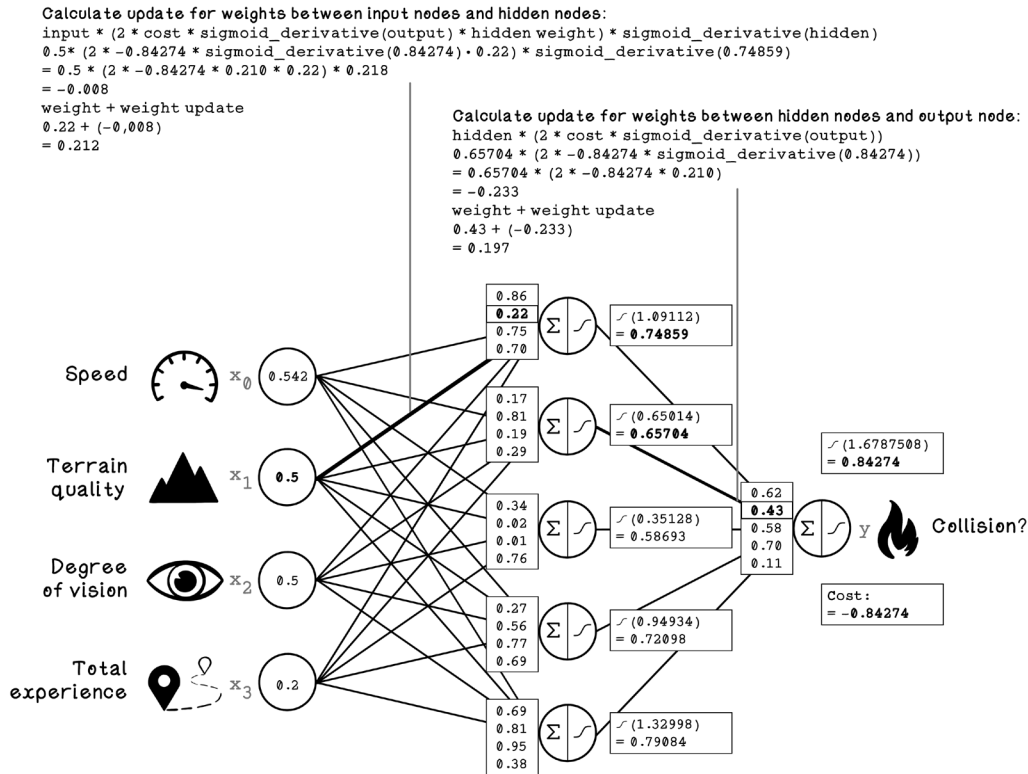 Calculate update for weights between input nodes and hidden nodes:
input * (2 * cost * sigmoid_derivative(output) * hidden weight) * sigmoid_derivative(hidden)
0.5* (2 * -0.84274 * sigmoid_derivative(0.84274) · 0.22) * sigmoid_derivative(0.74859)
= 0.5 * (2 * -0.84274 * 0.210 * 0.22) * 0.218
= -0.008
weight + weight update
0.22 + (-0,008)
= 0.212
Calculate update for weights between hidden nodes and output node:
hidden * (2 * cost * sigmoid_derivative(output))
0.65704 * (2 * -0.84274 * sigmoid_derivative(0.84274))
= 0.65704 * (2 * -0.84274 * 0.210)
= -0.233
weight + weight update
0.43 + (-0.233)
= 0.197
Speed
x0
0.542
Terrain
quality
x1
0.5
Degree
of vision
x2
0.5
Total
experience
x3
0.2
0.86
0.22
0.75
0.70
Σ
(1.09112)
= 0.74859
0.17
0.81
0.19
0.29
Σ
(0.65014)
= 0.65704
0.34
0.02
0.01
0.76
Σ
(0.35128)
= 0.58693
0.27
0.56
0.77
0.69
Σ
(0.94934)
= 0.72098
0.69
0.81
0.95
0.38
Σ
(1.32998)
= 0.79084
0.62
0.43
0.58
0.70
0.11
Σ
(1.6787508)
= 0.84274
y
Collision?
Cost:
= -0.84274